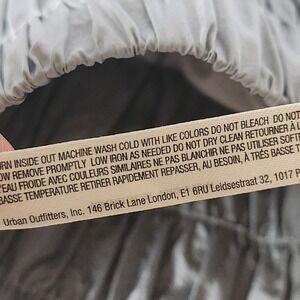 RN INSIDE OUT MACHINE WASH COLD WITH LIKE COLORS DO NOT BLEACH DO NOT
OW REMOVE PROMPTLY LOW IRON AS NEEDED DO NOT DRY CLEAN RETOURNER À L
'EAU FROIDE AVEC COULEURS SIMILAIRES NE PAS BLANCHIR NE PAS UTILISER SOFT
BASSE TEMPERATURE RETIRER RAPIDEMENT REPASSER, AU BESOIN, À TRÈS BASSE T
Urban Outfitters, Inc. 146 Brick Lane London, E1 6RU Leidsestraat 32, 1017 P